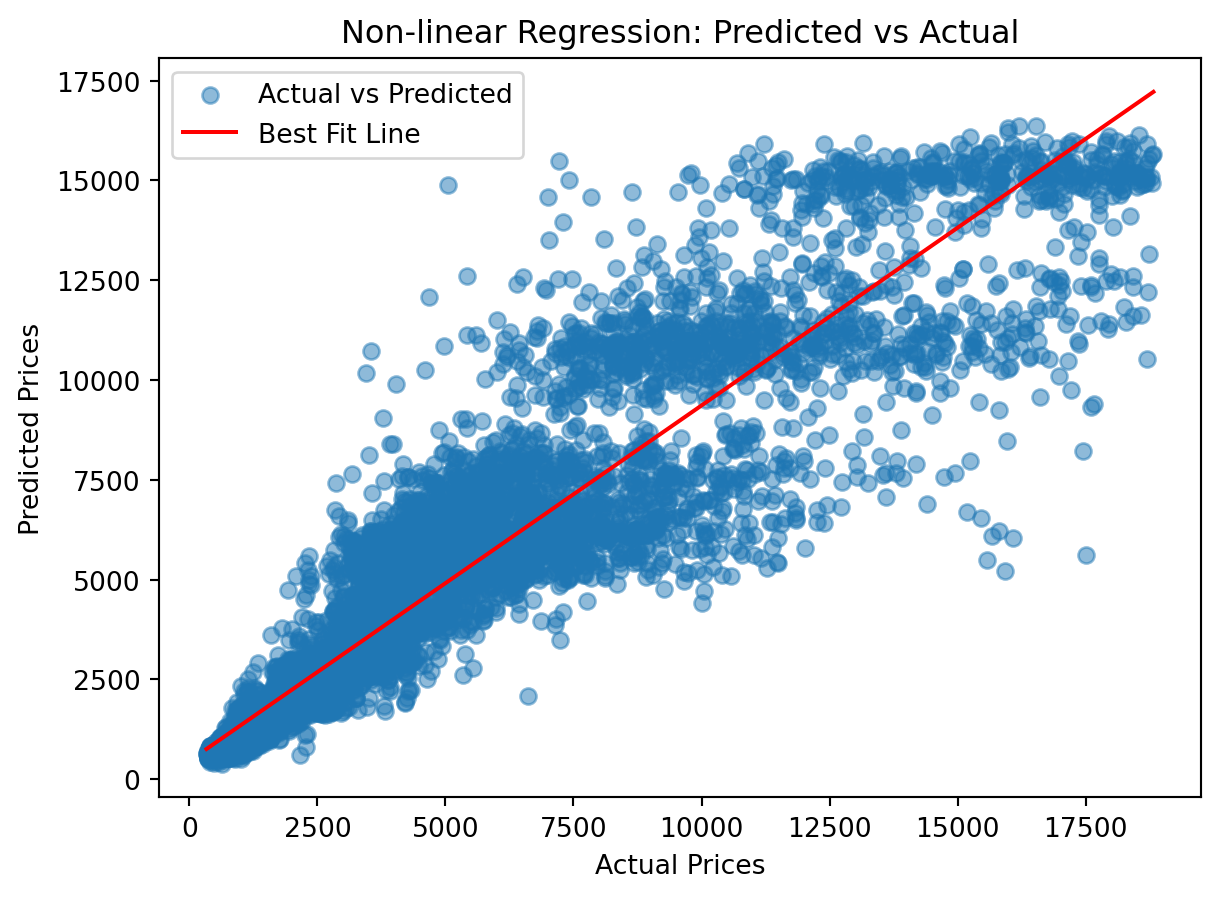 Non-linear Regression: Predicted vs Actual
Actual vs Predicted
Best Fit Line
Predicted Prices
17500
15000
12500
10000
7500
5000
2500
0
0 2500 5000 7500 10000 12500 15000 17500
Actual Prices